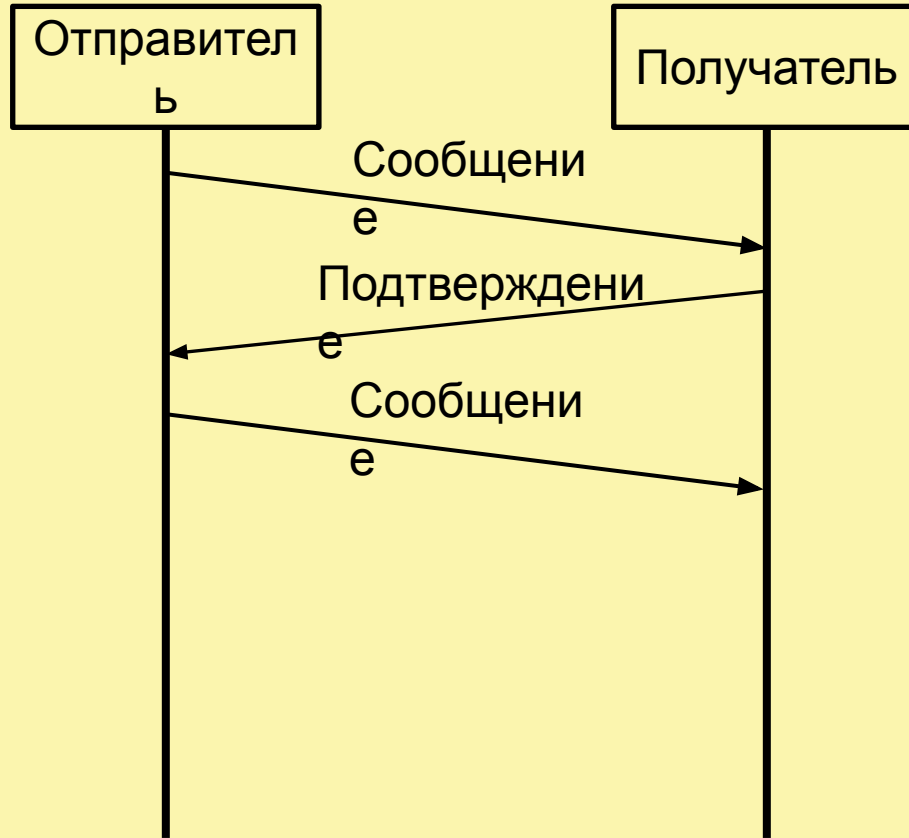 Отправител
ь
Получатель
Сообщени
е
Подтверждени
е
Сообщени
е